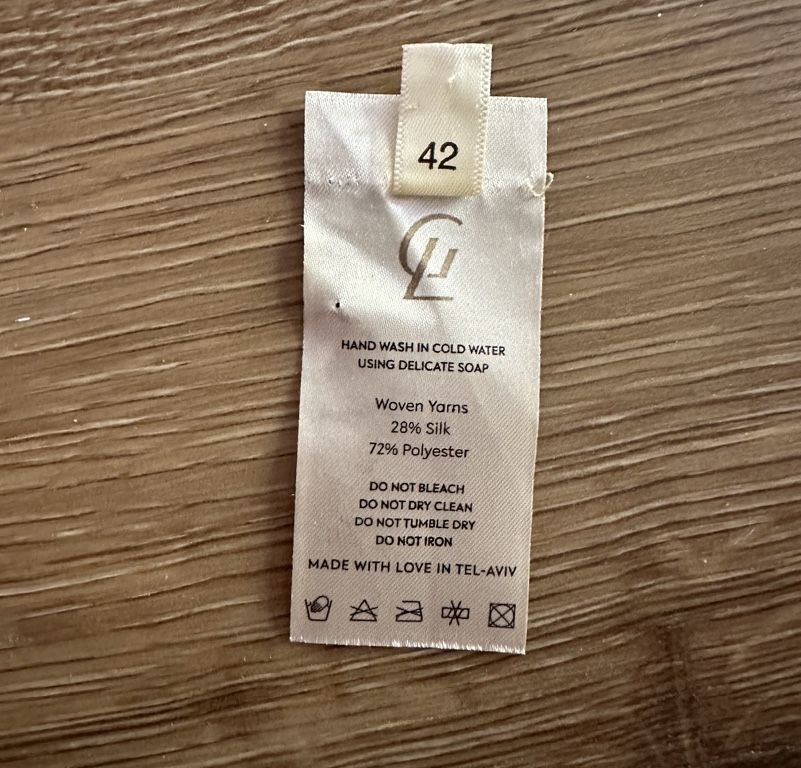 42
HAND WASH IN COLD WATER
USING DELICATE SOAP
Woven Yarns
28% Silk
72% Polyester
DO NOT BLEACH
DO NOT DRY CLEAN
DO NOT TUMBLE DRY
DO NOT IRON
MADE WITH LOVE IN TEL-AVIV